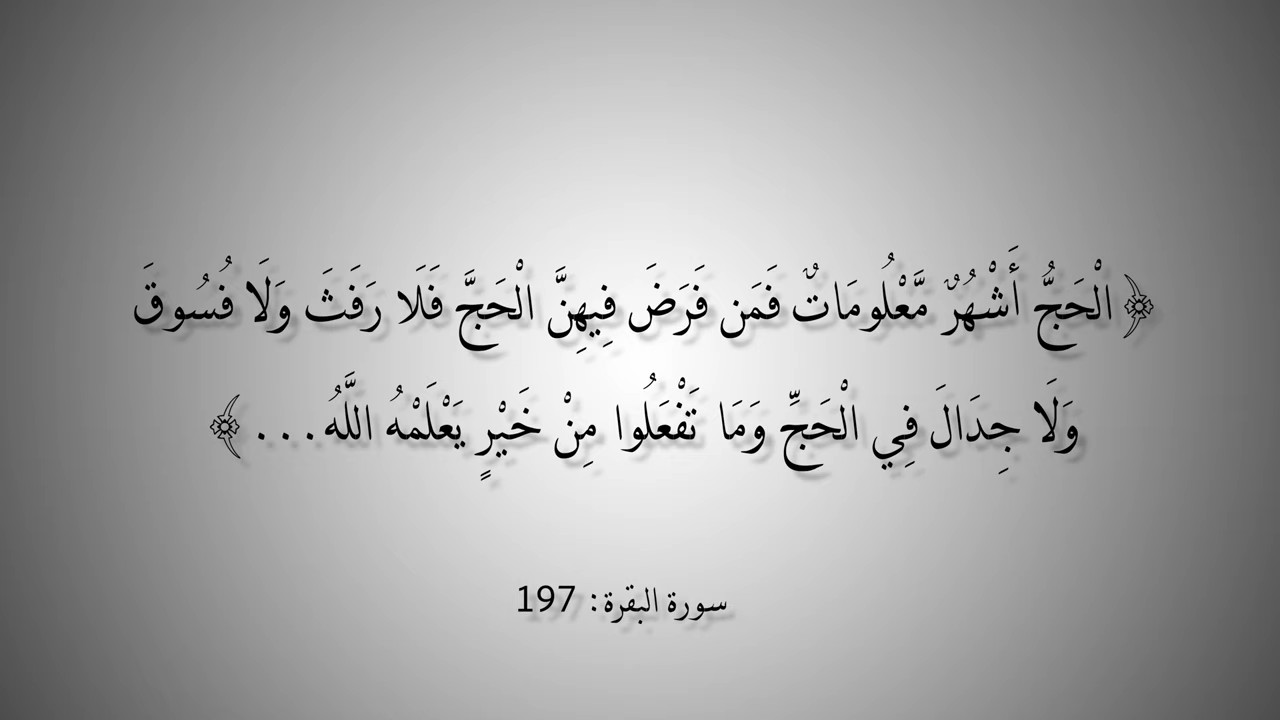 ﴿الْحَجُّ أَشْهُرٌ مَّعْلُومَاتٌ فَمَن فَرَضَ فِيهِنَّ الْحَجَّ فَلَا رَفَثَ وَلَا فُسُوقَ
وَلَا جِدَالَ فِي الْحَجِّ وَمَا تَفْعَلُوا مِنْ خَيْرٍ يَعْلَمْهُ اللَّهُ...﴾
سورة البقرة: 197